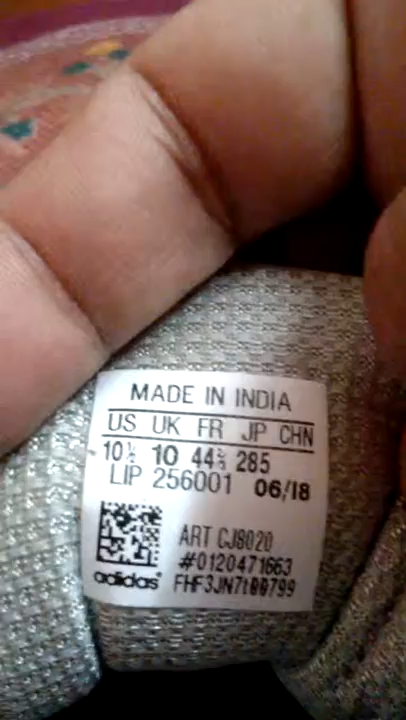 MADE IN INDIA
US UK FR JP CHN
10½ 10 44⅔ 285
LIP 256001 06/18
ART CJ8020
#0120471663
adidas